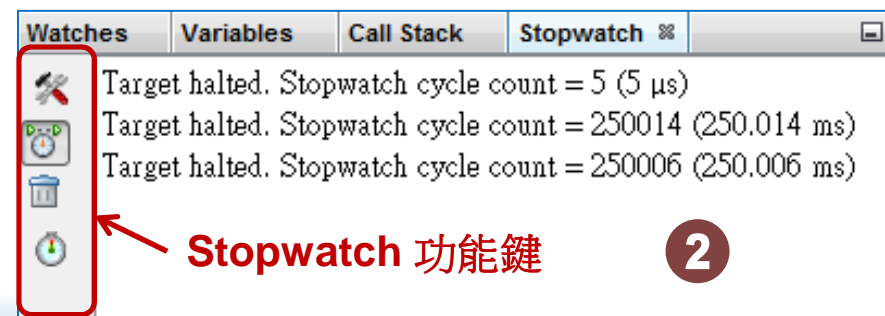 Watches Variables Call Stack Stopwatch
Target halted. Stopwatch cycle count = 5 (5 μs)
Target halted. Stopwatch cycle count = 250014 (250.014 ms)
Target halted. Stopwatch cycle count = 250006 (250.006 ms)
Stopwatch 功能鍵
2